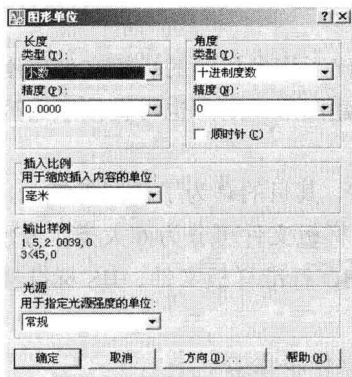 图形单位
长度
类型(T):
小数
精度(P):
0.0000
角度
类型(Y):
十进制度数
精度(N):
0
顺时针(C)
插入比例
用于缩放插入内容的单位:
毫米
输出样例
1.5,2.0039,0
3<45,0
光源
用于指定光源强度的单位:
常规
确定
取消
方向(D)...
帮助(H)